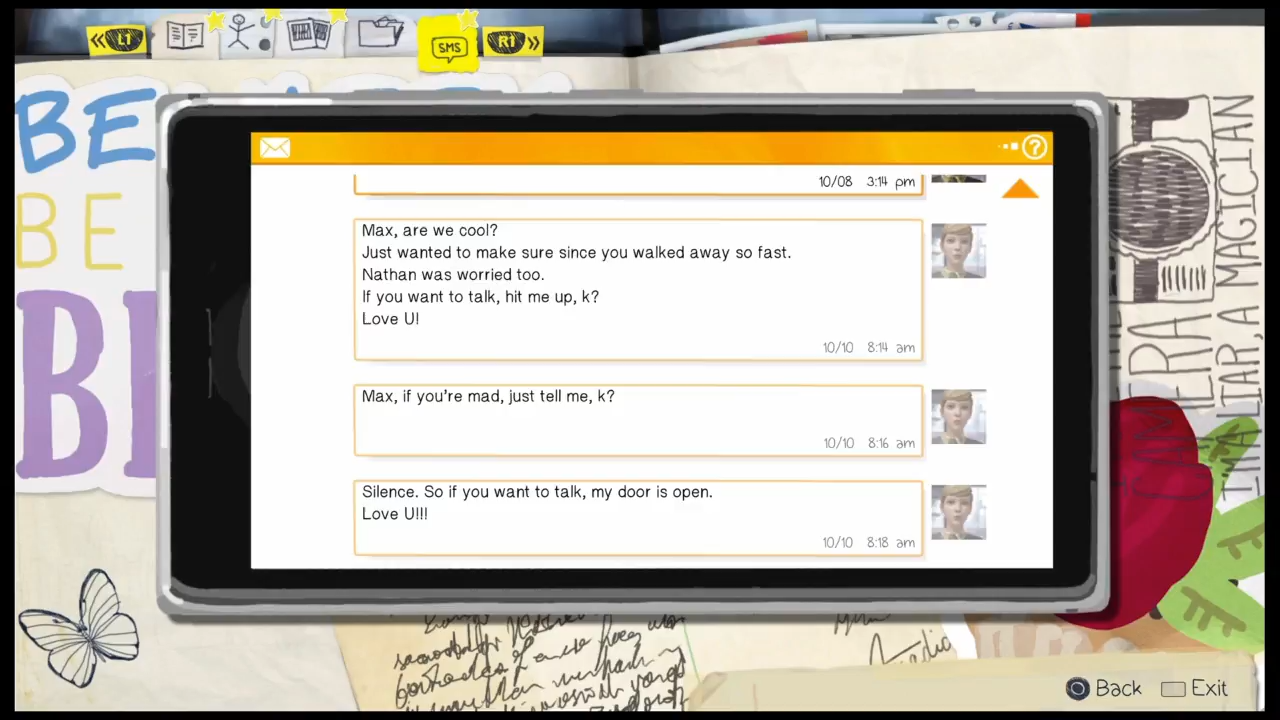 L1
SMS
R1
BE
BE
10/08 3:14 pm
Max, are we cool?
Just wanted to make sure since you walked away so fast.
Nathan was worried too.
If you want to talk, hit me up, k?
Love U!
10/10 8:14 am
Max, if you're mad, just tell me, k?
10/10 8:16 am
Silence. So if you want to talk, my door is open.
Love U!!!
10/10 8:18 am
CAMERA
LIAR, A MAGICIAN
Back
Exit